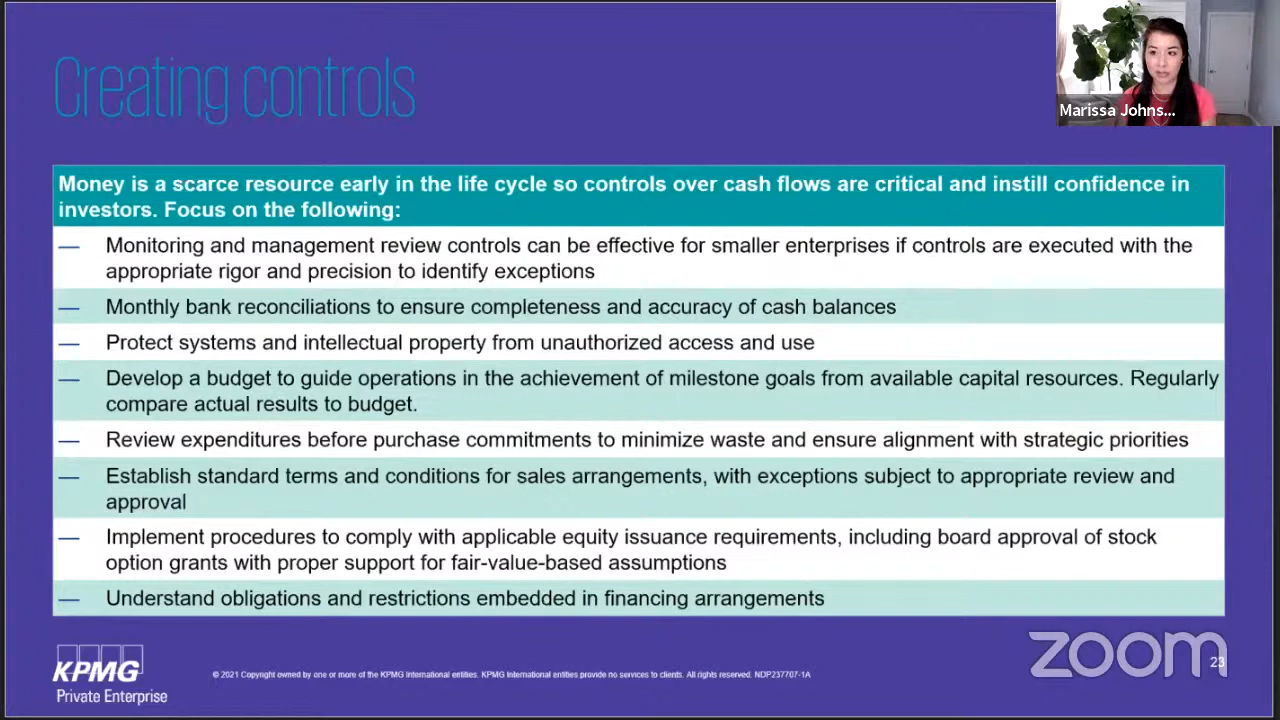 Creating controls
Marissa Johns...
Money is a scarce resource early in the life cycle so controls over cash flows are critical and instill confidence in
investors. Focus on the following:
— Monitoring and management review controls can be effective for smaller enterprises if controls are executed with the
appropriate rigor and precision to identify exceptions
— Monthly bank reconciliations to ensure completeness and accuracy of cash balances
— Protect systems and intellectual property from unauthorized access and use
— Develop a budget to guide operations in the achievement of milestone goals from available capital resources. Regularly
compare actual results to budget.
— Review expenditures before purchase commitments to minimize waste and ensure alignment with strategic priorities
— Establish standard terms and conditions for sales arrangements, with exceptions subject to appropriate review and
approval
— Implement procedures to comply with applicable equity issuance requirements, including board approval of stock
option grants with proper support for fair-value-based assumptions
— Understand obligations and restrictions embedded in financing arrangements
KPMG
Private Enterprise
© 2021 Copyright owned by one or more of the KPMG International entities. KPMG International entities provide no services to clients. All rights reserved. NDP237707-1A
zoom
23